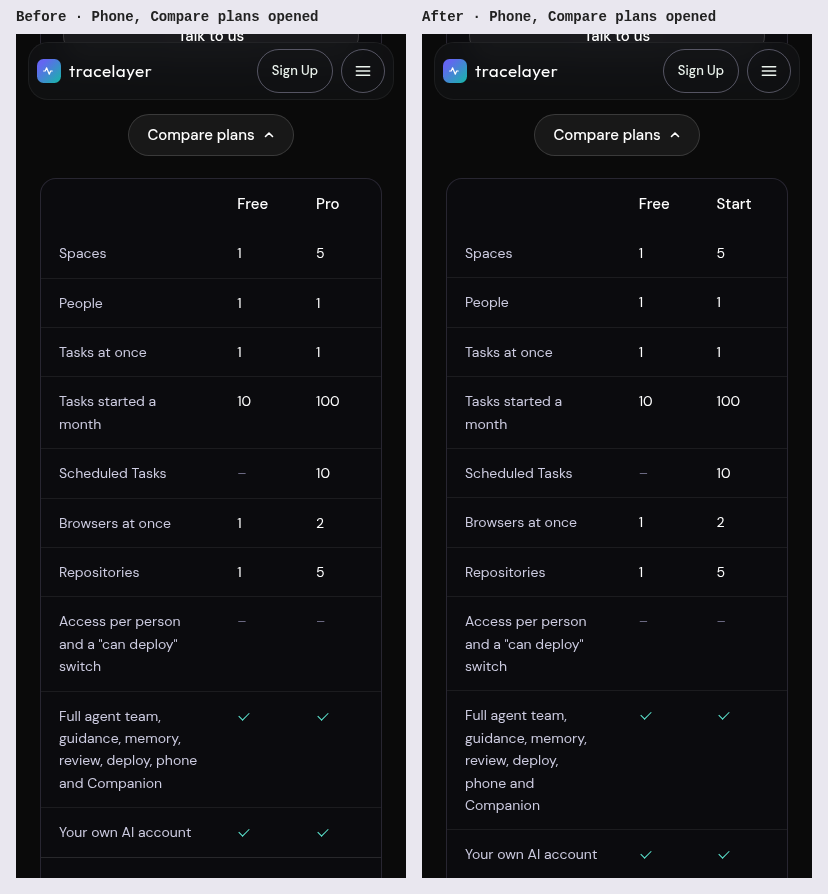 Before · Phone, Compare plans opened
Talk to us
tracelayer
Sign Up
Compare plans
Free Pro
Spaces 1 5
People 1 1
Tasks at once 1 1
Tasks started a 10 100
month
Scheduled Tasks – 10
Browsers at once 1 2
Repositories 1 5
Access per person – –
and a "can deploy"
switch
Full agent team,
guidance, memory,
review, deploy, phone
and Companion
Your own AI account
After · Phone, Compare plans opened
Talk to us
tracelayer
Sign Up
Compare plans
Free Start
Spaces 1 5
People 1 1
Tasks at once 1 1
Tasks started a 10 100
month
Scheduled Tasks – 10
Browsers at once 1 2
Repositories 1 5
Access per person – –
and a "can deploy"
switch
Full agent team,
guidance, memory,
review, deploy,
phone and
Companion
Your own AI account